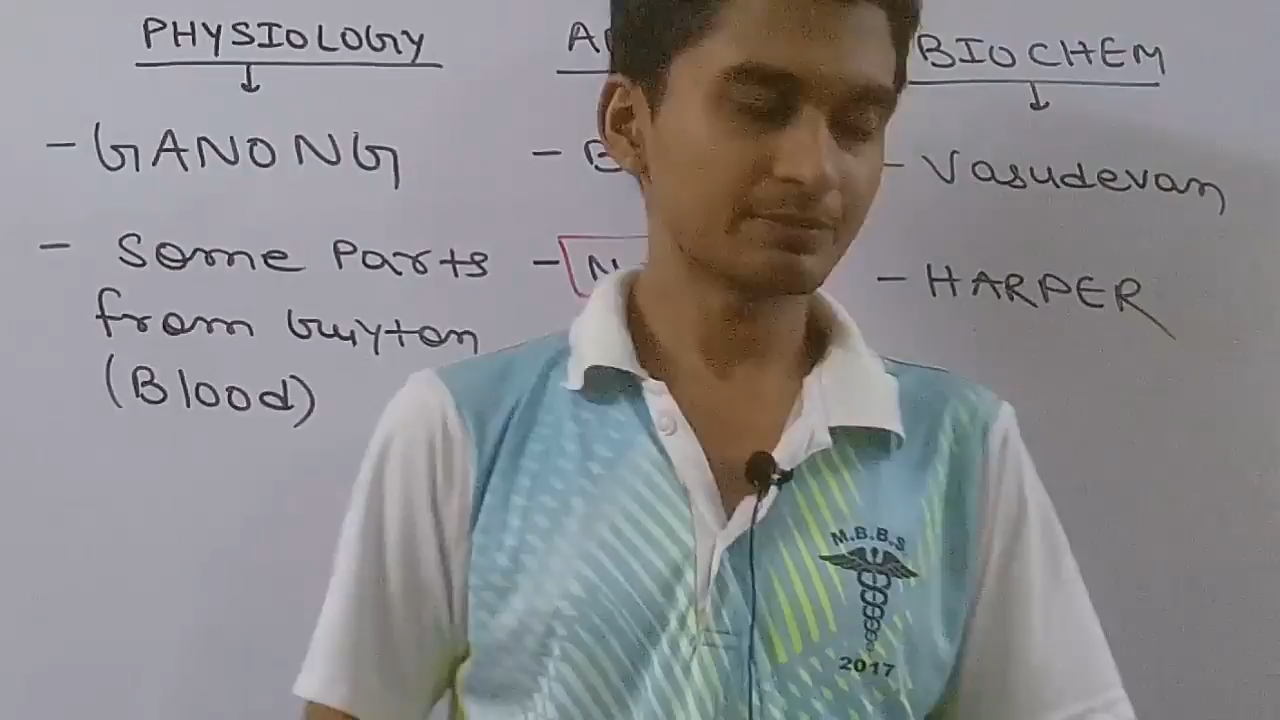 PHYSIOLOGY
- GANONG
- Some Parts
from Guyton
(Blood)
BIOCHEM
- Vasudevan
- HARPER
M.B.B.S
2017